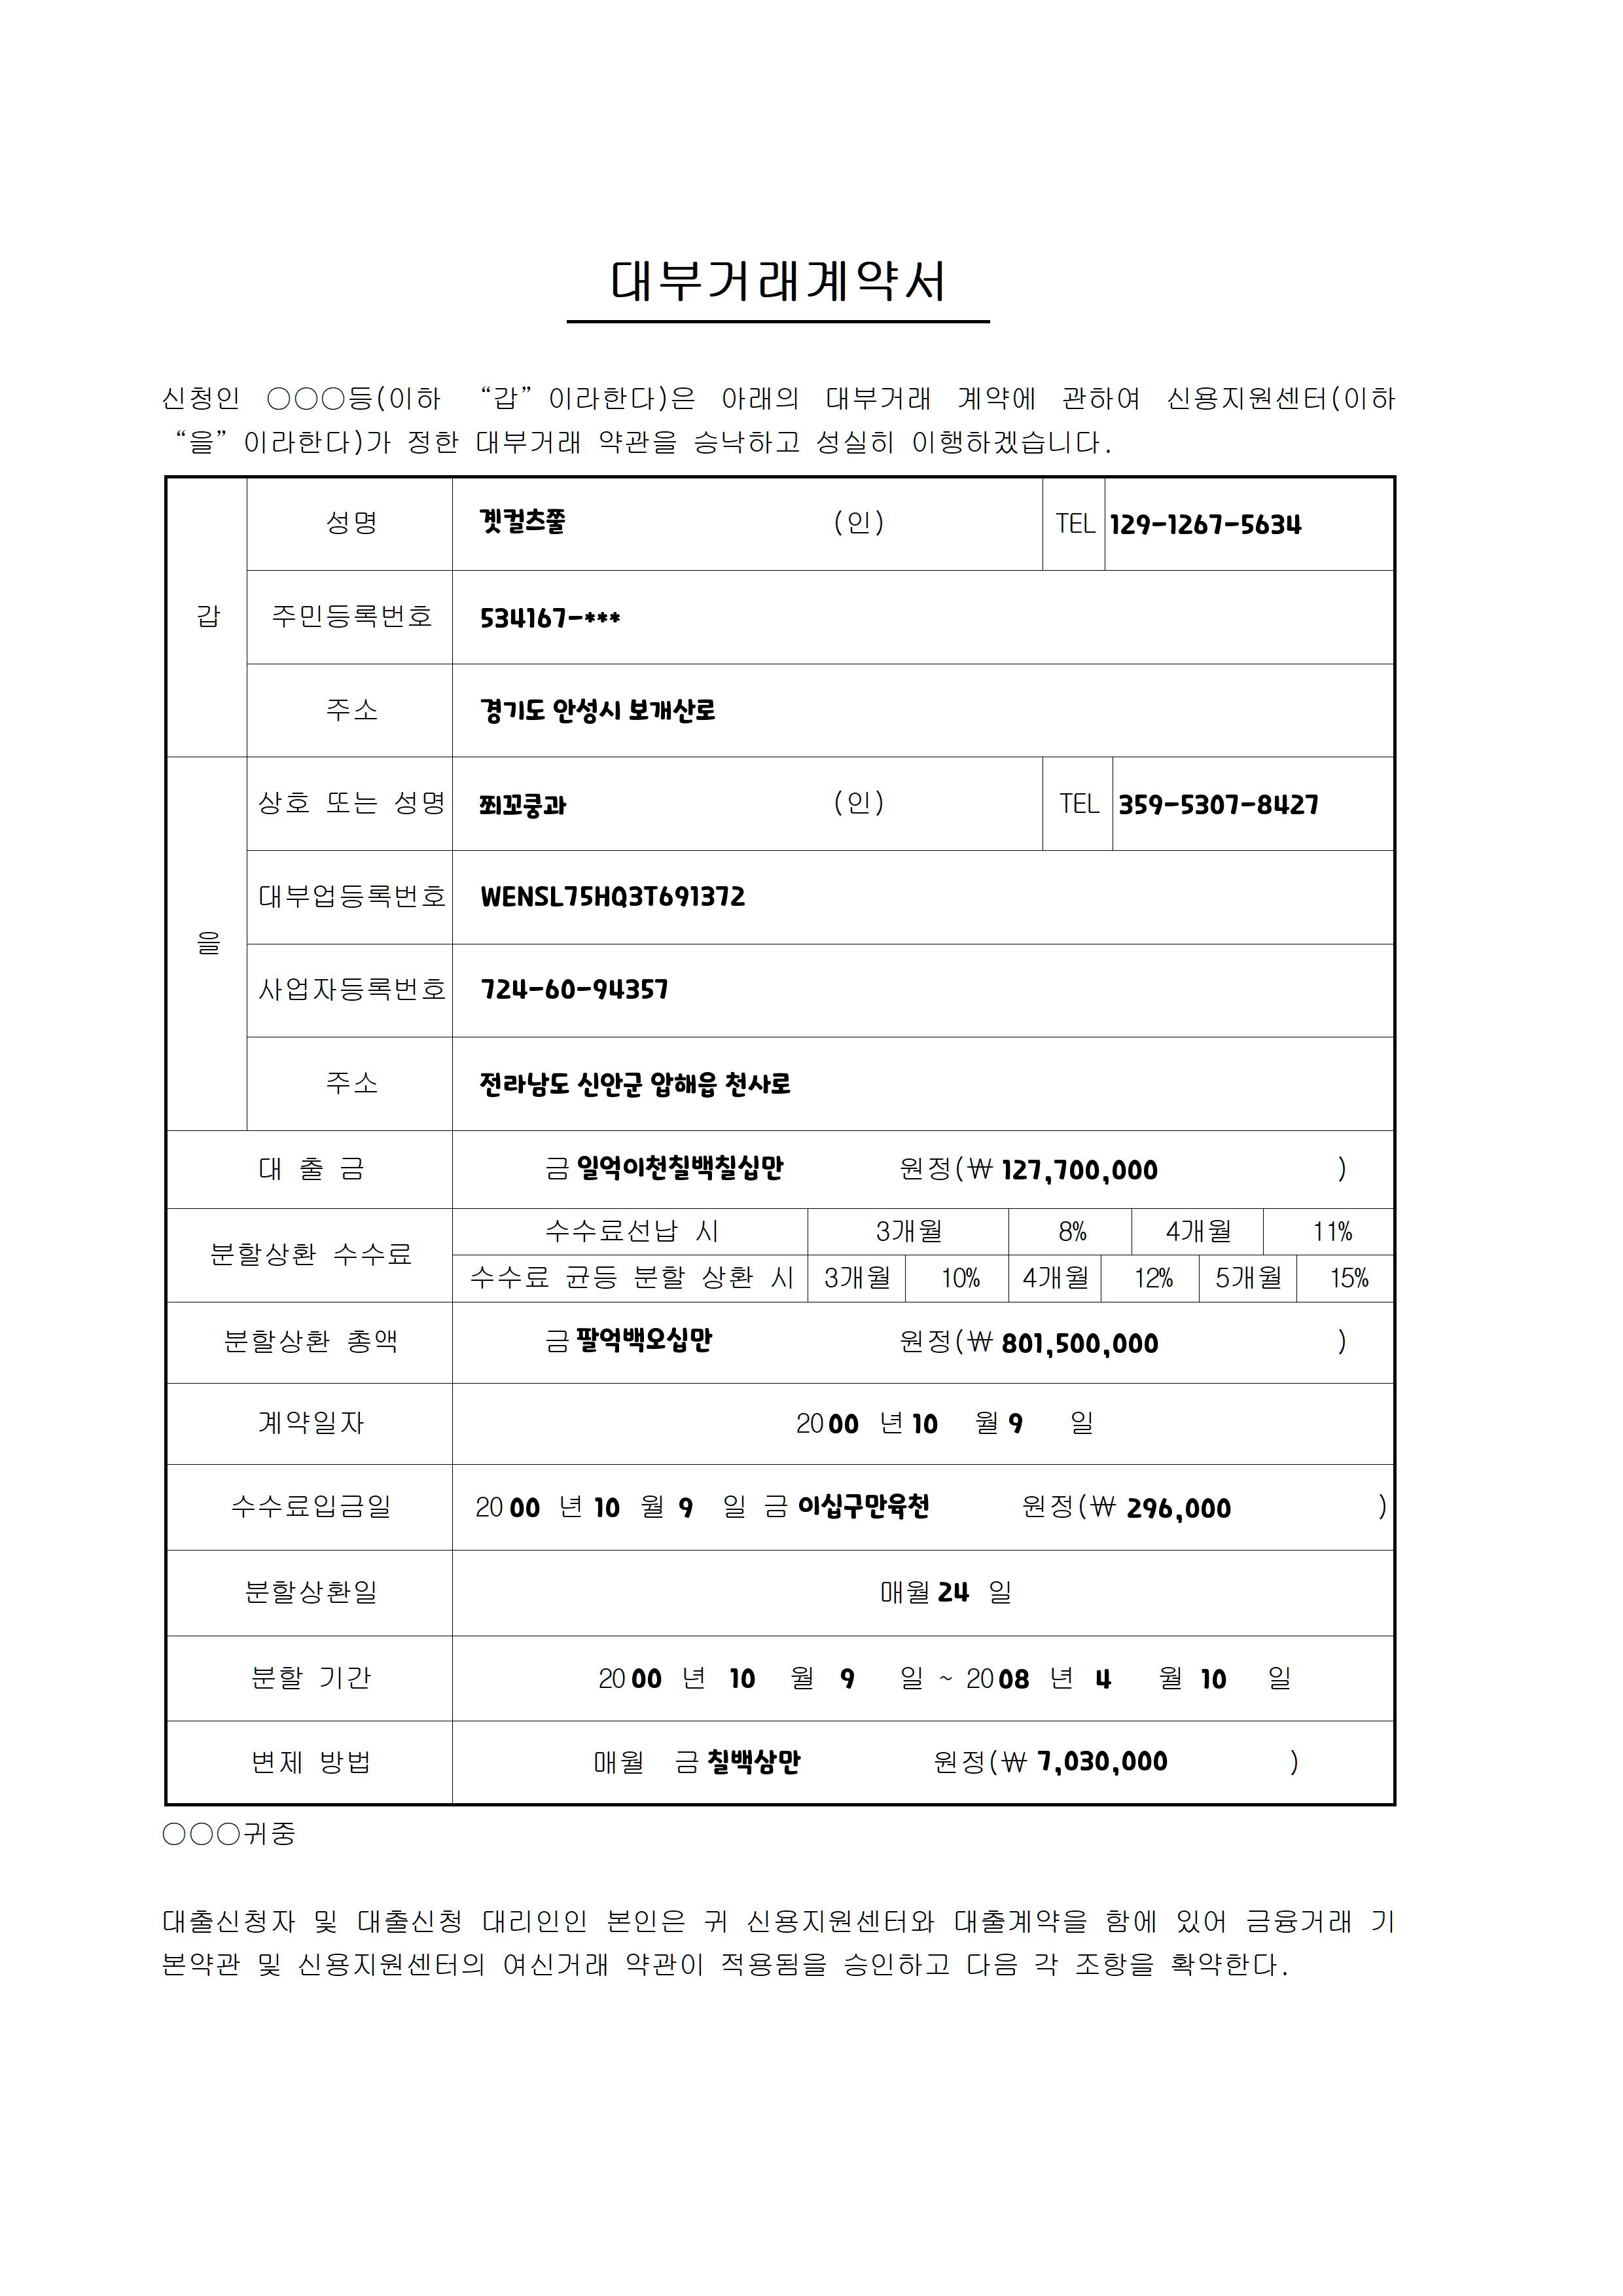 대부거래계약서
신청인 ○○○등(이하 “갑”이라한다)은 아래의 대부거래 계약에 관하여 신용지원센터(이하
“을”이라한다)가 정한 대부거래 약관을 승낙하고 성실히 이행하겠습니다.
갑
성명 곗컬츠쭐 (인) TEL 129-1267-5634
주민등록번호 534167-***
주소 경기도 안성시 보개산로
을
상호 또는 성명 쬐꼬쿵과 (인) TEL 359-5307-8427
대부업등록번호 WENSL75HQ3T691372
사업자등록번호 724-60-94357
주소 전라남도 신안군 압해읍 천사로
대 출 금 금 일억이천칠백칠십만 원정(₩ 127,700,000 )
분할상환 수수료
수수료선납 시 3개월 8% 4개월 11%
수수료 균등 분할 상환 시 3개월 10% 4개월 12% 5개월 15%
분할상환 총액 금 팔억백오십만 원정(₩ 801,500,000 )
계약일자 2000 년 10 월 9 일
수수료입금일 2000 년 10 월 9 일 금 이십구만육천 원정(₩ 296,000 )
분할상환일 매월 24 일
분할 기간 2000 년 10 월 9 일 ~ 2008 년 4 월 10 일
변제 방법 매월 금 칠백삼만 원정(₩ 7,030,000 )
○○○귀중
대출신청자 및 대출신청 대리인인 본인은 귀 신용지원센터와 대출계약을 함에 있어 금융거래 기
본약관 및 신용지원센터의 여신거래 약관이 적용됨을 승인하고 다음 각 조항을 확약한다.